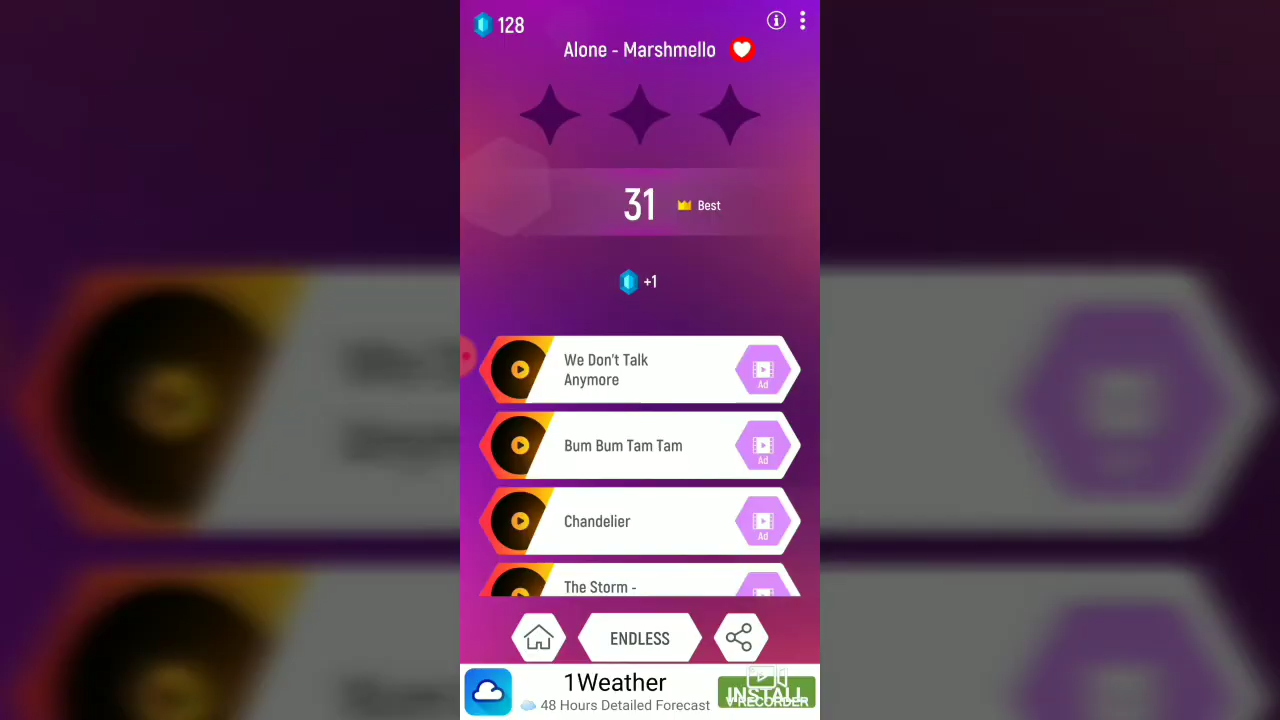 128
Alone - Marshmello
31
Best
+1
We Don't Talk
Anymore
Ad
Bum Bum Tam Tam
Ad
Chandelier
Ad
The Storm -
ENDLESS
1Weather
48 Hours Detailed Forecast
INSTALL
V RECORDER